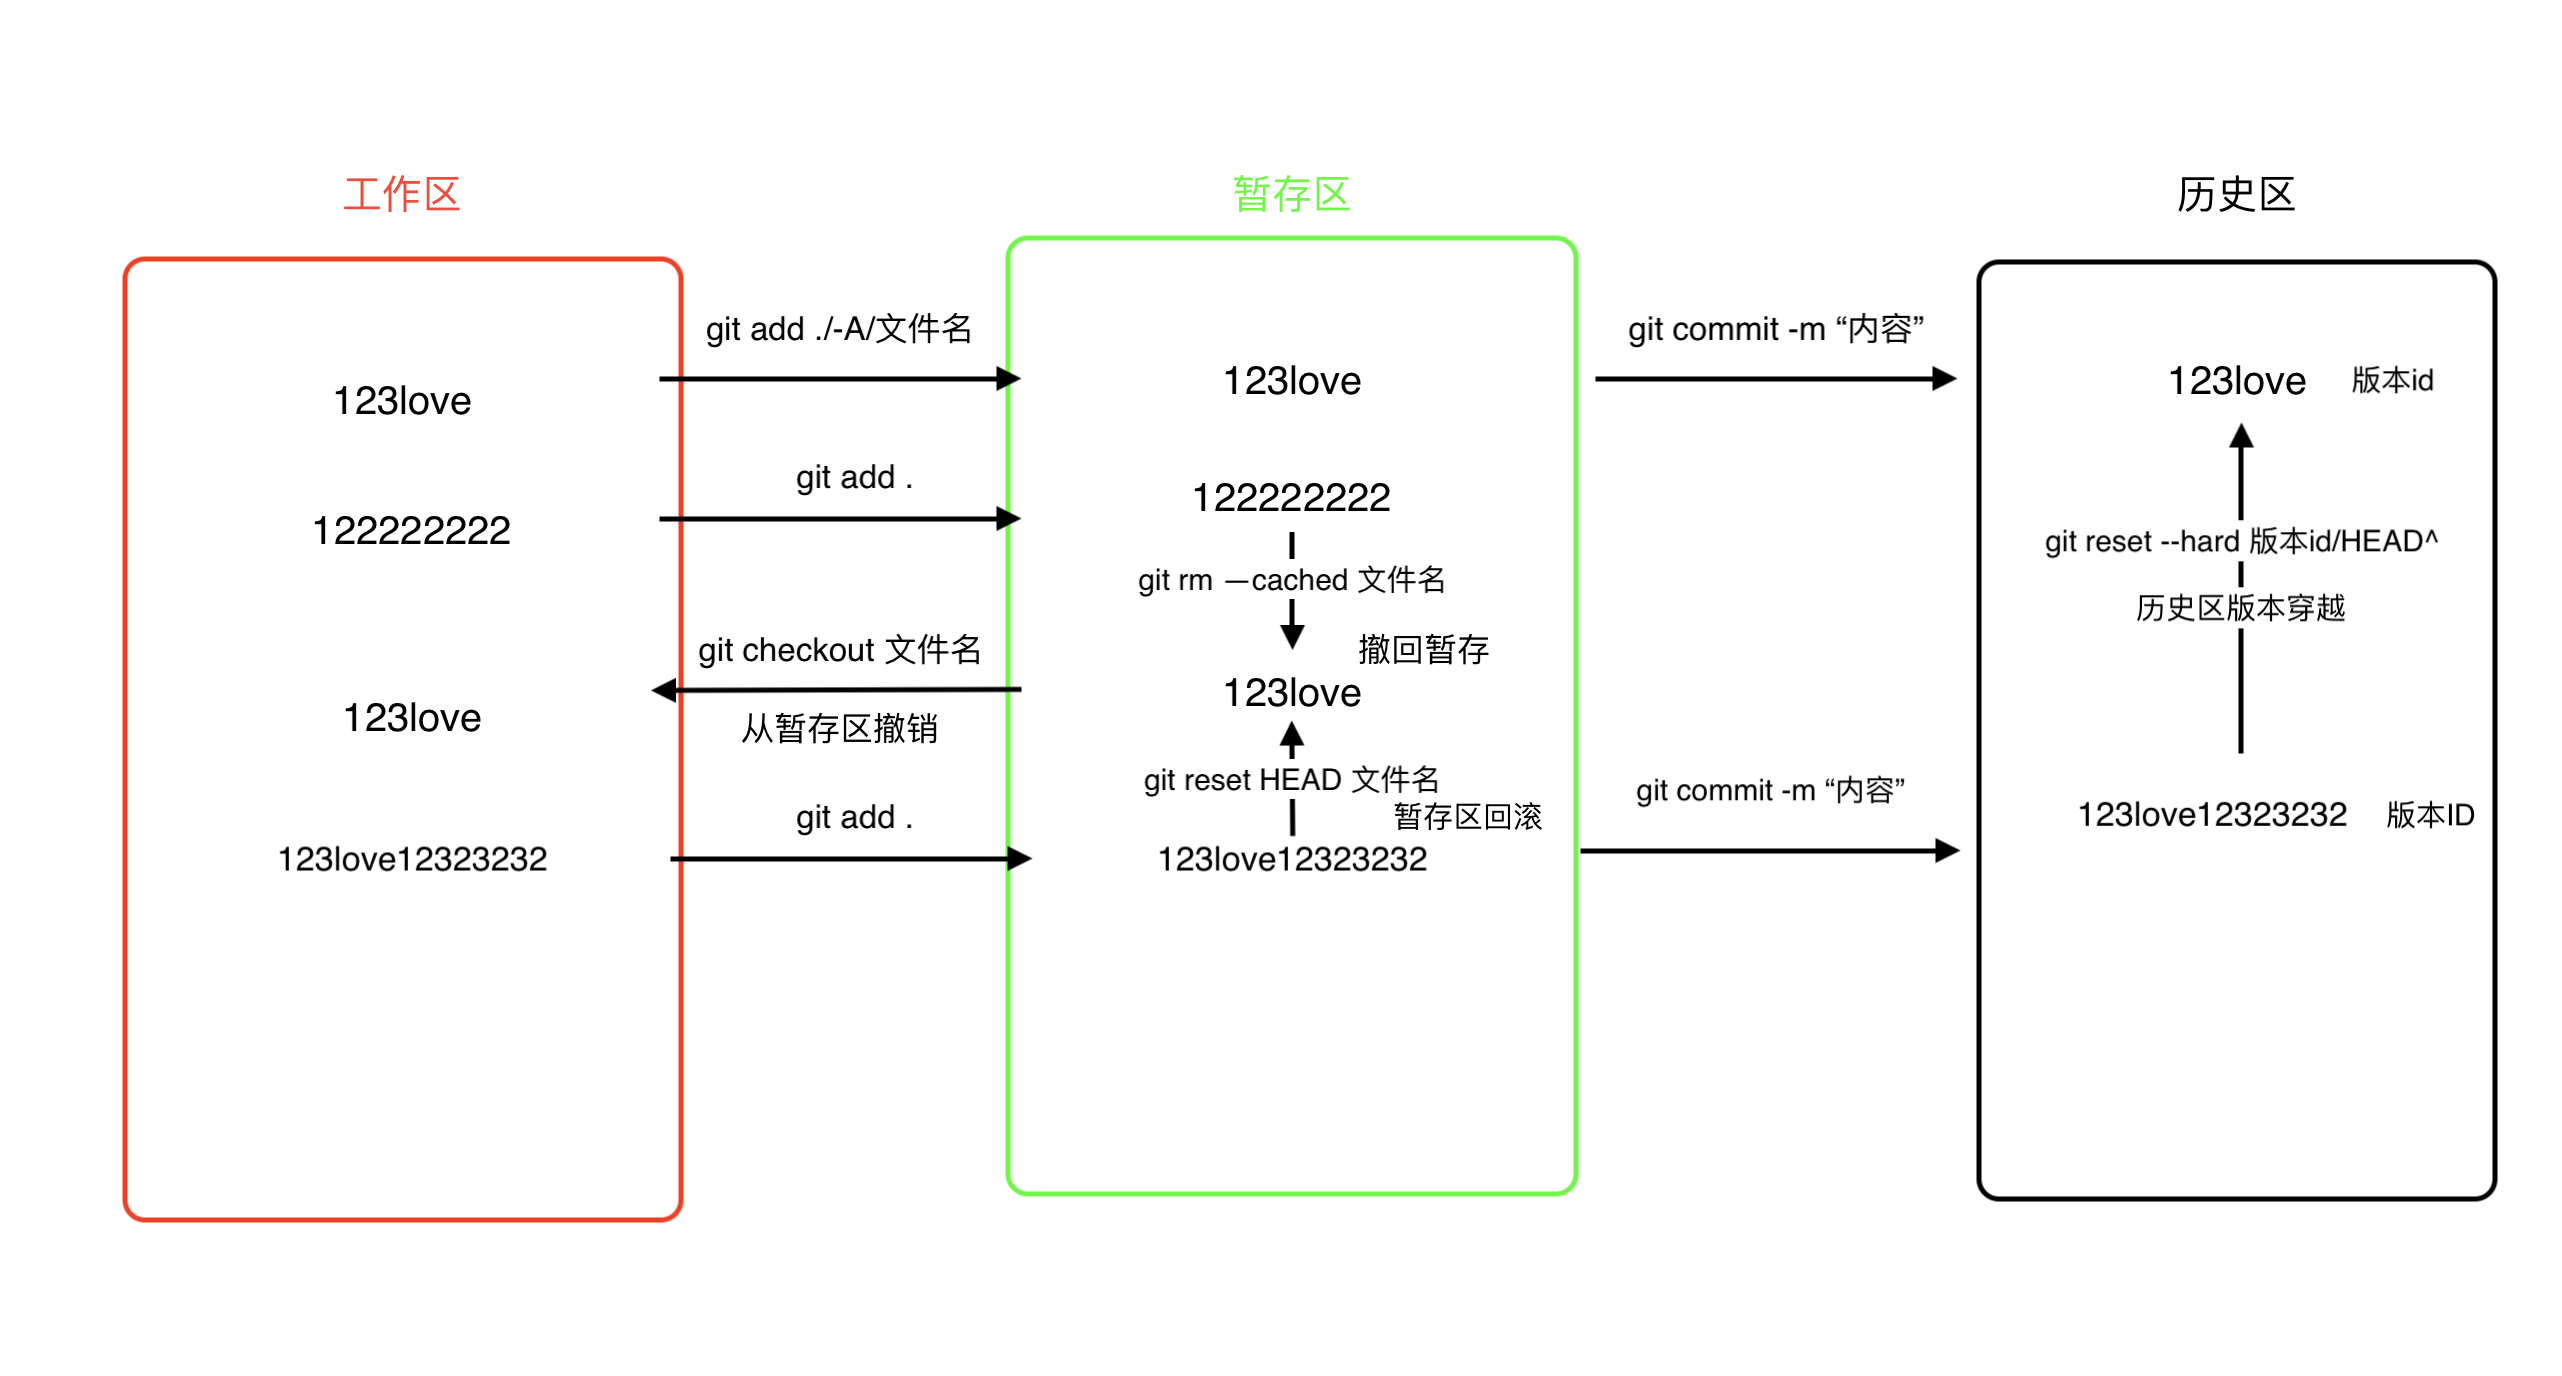 工作区
暂存区
历史区
git add ./-A/文件名
git commit -m “内容”
123love
123love
123love
版本id
git add .
122222222
122222222
git rm —cached 文件名
git reset --hard 版本id/HEAD^
历史区版本穿越
git checkout 文件名
撤回暂存
123love
123love
从暂存区撤销
git reset HEAD 文件名
暂存区回滚
git commit -m “内容”
git add .
123love12323232
123love12323232
123love12323232
版本ID